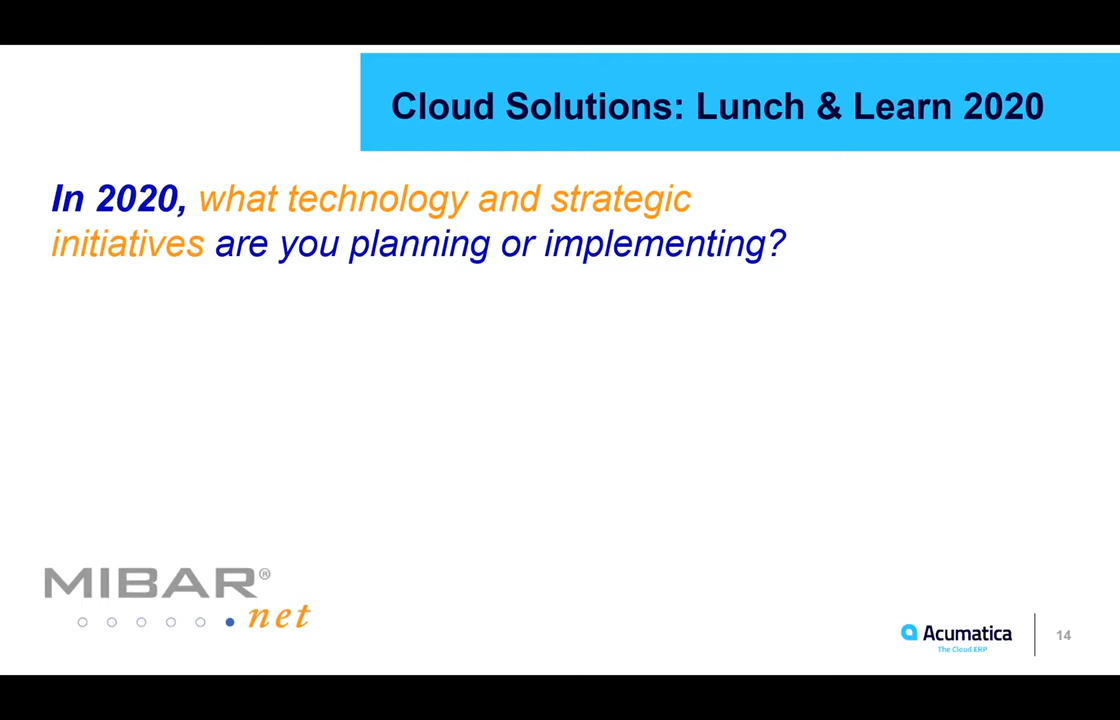 Cloud Solutions: Lunch & Learn 2020
In 2020, what technology and strategic
initiatives are you planning or implementing?
MIBAR®
net
Acumatica
The Cloud ERP
14